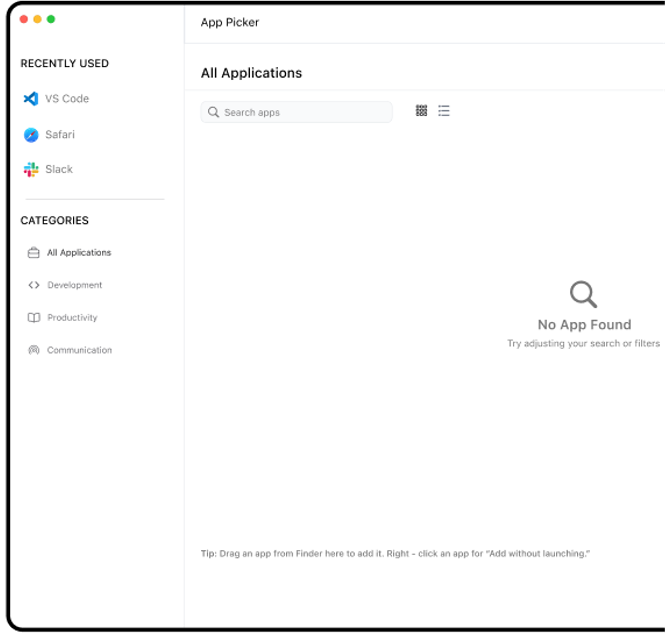 App Picker
RECENTLY USED
VS Code
Safari
Slack
CATEGORIES
All Applications
Development
Productivity
Communication
All Applications
Search apps
No App Found
Try adjusting your search or filters
Tip: Drag an app from Finder here to add it. Right - click an app for “Add without launching.”